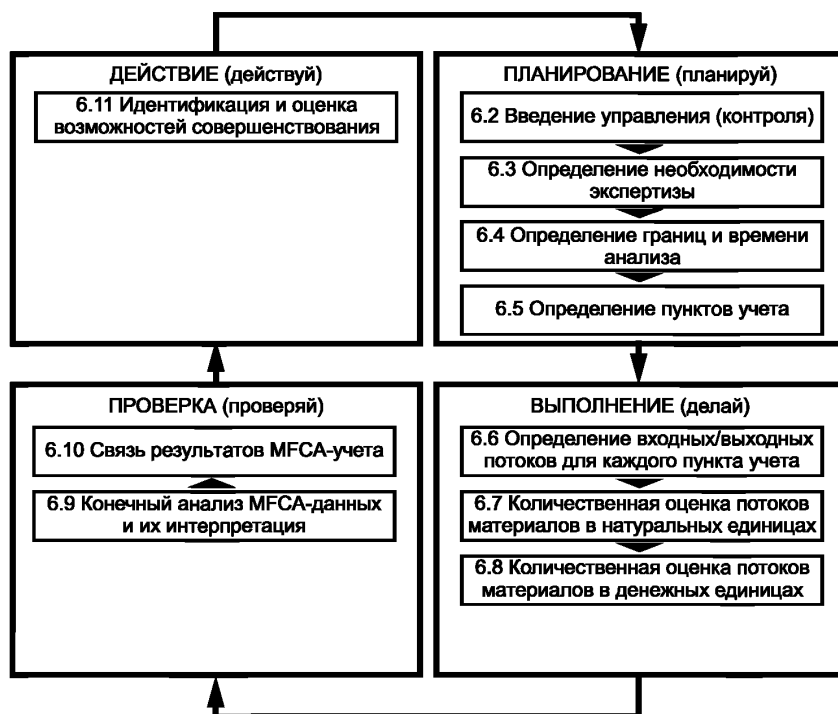 ДЕЙСТВИЕ (действуй)
6.11 Идентификация и оценка
возможностей совершенствования
ПЛАНИРОВАНИЕ (планируй)
6.2 Введение управления (контроля)
6.3 Определение необходимости
экспертизы
6.4 Определение границ и времени
анализа
6.5 Определение пунктов учета
ПРОВЕРКА (проверяй)
6.10 Связь результатов MFCA-учета
6.9 Конечный анализ MFCA-данных
и их интерпретация
ВЫПОЛНЕНИЕ (делай)
6.6 Определение входных/выходных
потоков для каждого пункта учета
6.7 Количественная оценка потоков
материалов в натуральных единицах
6.8 Количественная оценка потоков
материалов в денежных единицах